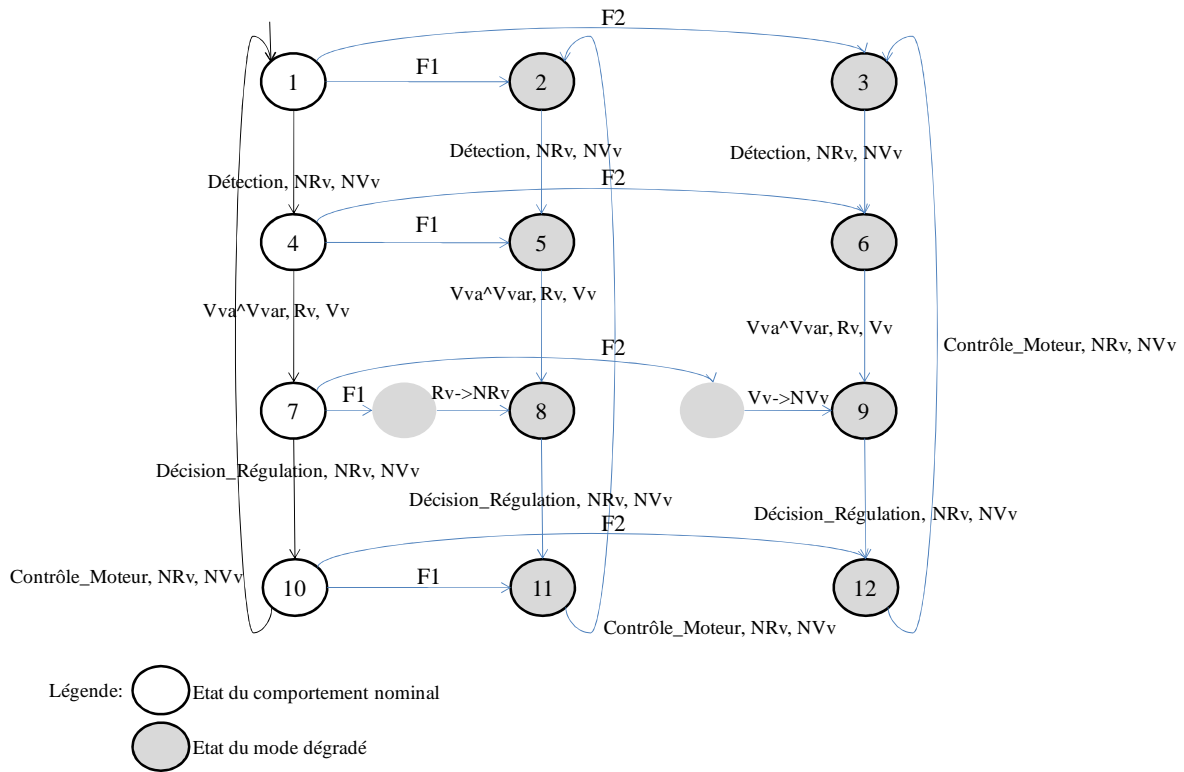 F2
1
F1
2
3
Détection, NRv, NVv
Détection, NRv, NVv
Détection, NRv, NVv
F2
4
F1
5
6
Vva^Vvar, Rv, Vv
Vva^Vvar, Rv, Vv
Vva^Vvar, Rv, Vv
Contrôle_Moteur, NRv, NVv
F2
7
F1
Rv->NRv
8
Vv->NVv
9
Décision_Régulation, NRv, NVv
Décision_Régulation, NRv, NVv
Décision_Régulation, NRv, NVv
F2
Contrôle_Moteur, NRv, NVv
10
F1
11
12
Contrôle_Moteur, NRv, NVv
Légende:
Etat du comportement nominal
Etat du mode dégradé